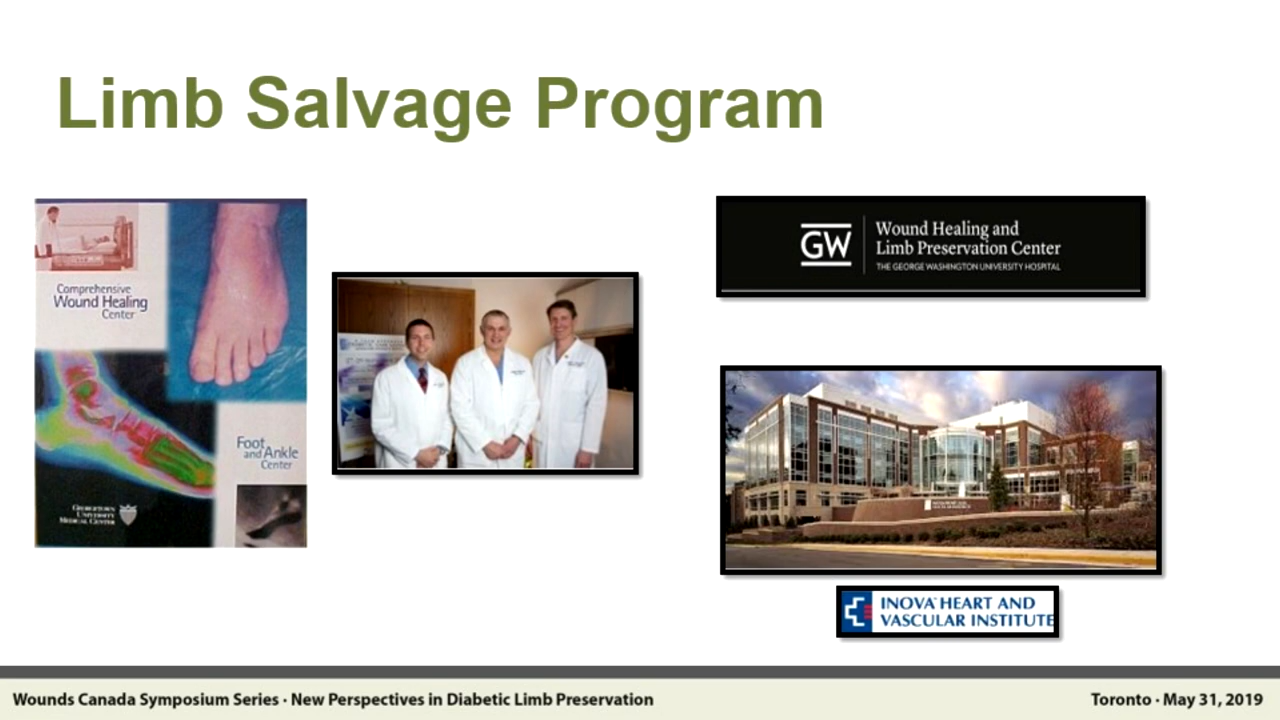 Limb Salvage Program
Comprehensive
Wound Healing
Center
Foot
and Ankle
Center
GEORGETOWN
UNIVERSITY
MEDICAL CENTER
GW
Wound Healing and
Limb Preservation Center
THE GEORGE WASHINGTON UNIVERSITY HOSPITAL
INOVA HEART AND
VASCULAR INSTITUTE
Wounds Canada Symposium Series · New Perspectives in Diabetic Limb Preservation
Toronto · May 31, 2019